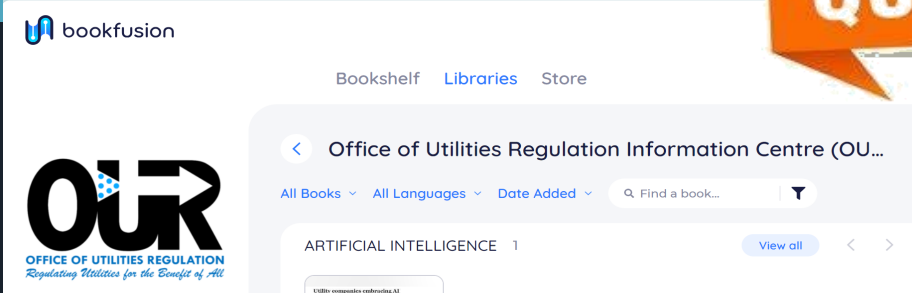 bookfusion
Bookshelf Libraries Store
Office of Utilities Regulation Information Centre (OU...
All Books All Languages Date Added Find a book...
ARTIFICIAL INTELLIGENCE 1 View all
OUR
OFFICE OF UTILITIES REGULATION
Regulating Utilities for the Benefit of All
Utility companies embracing AI